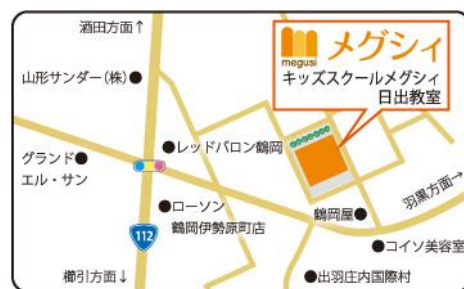 酒田方面↑
メグシィ
megusi
キッズスクールメグシィ
日出教室
山形サンダー(株)
レッドバロン鶴岡
グランド
エル・サン
羽黒方面→
ローソン
鶴岡伊勢原町店
鶴岡屋
112
コイソ美容室
櫛引方面↓
出羽庄内国際村